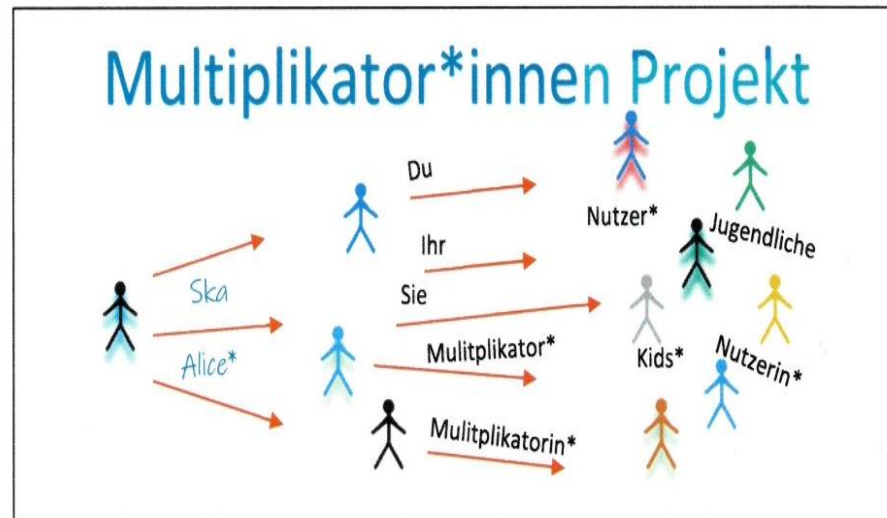 Multiplikator*innen Projekt
Du
Nutzer*
Jugendliche
Ihr
Ska
Sie
Alice*
Mulitplikator*
Kids*
Nutzerin*
Mulitplikatorin*